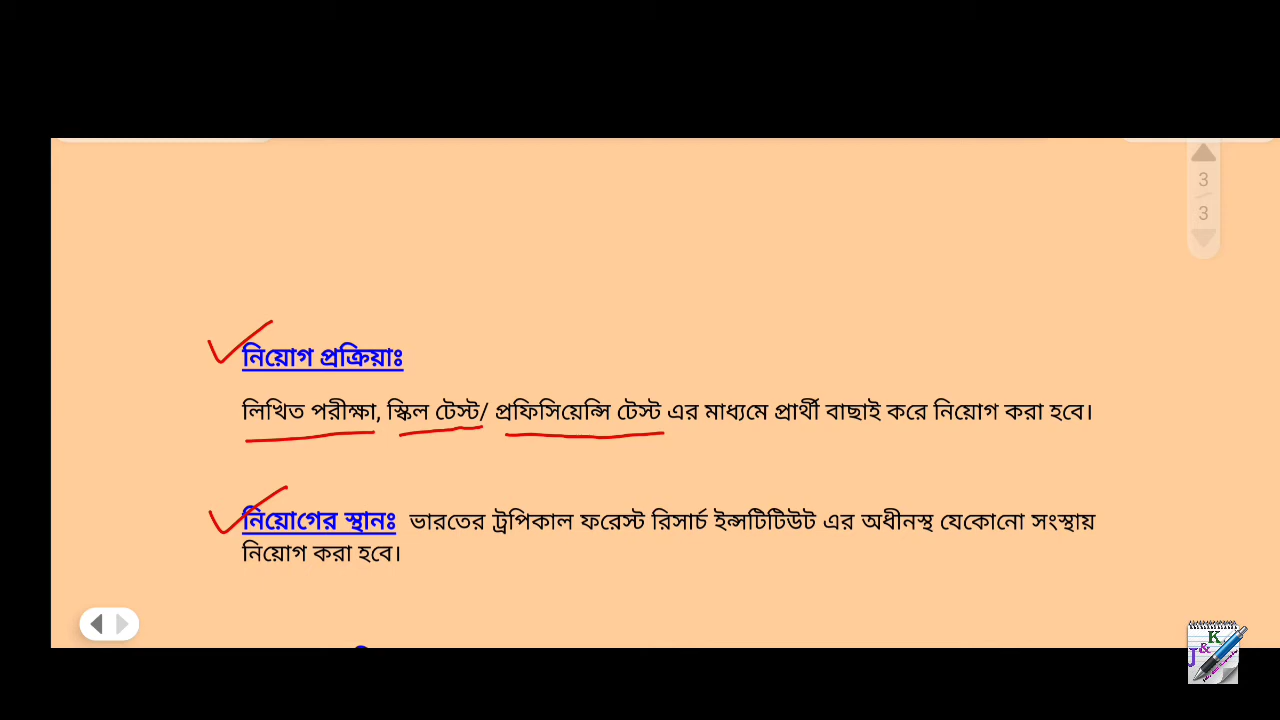 3
3
নিয়োগ প্রক্রিয়াঃ
লিখিত পরীক্ষা, স্কিল টেস্ট/ প্রফিসিয়েন্সি টেস্ট এর মাধ্যমে প্রার্থী বাছাই করে নিয়োগ করা হবে।
নিয়োগের স্থানঃ ভারতের ট্রপিকাল ফরেস্ট রিসার্চ ইন্সটিটিউট এর অধীনস্থ যেকোনো সংস্থায়
নিয়োগ করা হবে।
J&K